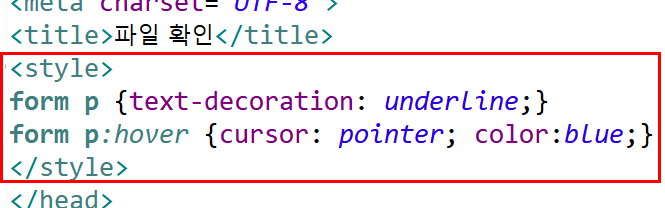 <meta charset="UTF-8">
<title>파일 확인</title>
<style>
form p {text-decoration: underline;}
form p:hover {cursor: pointer; color:blue;}
</style>
</head>